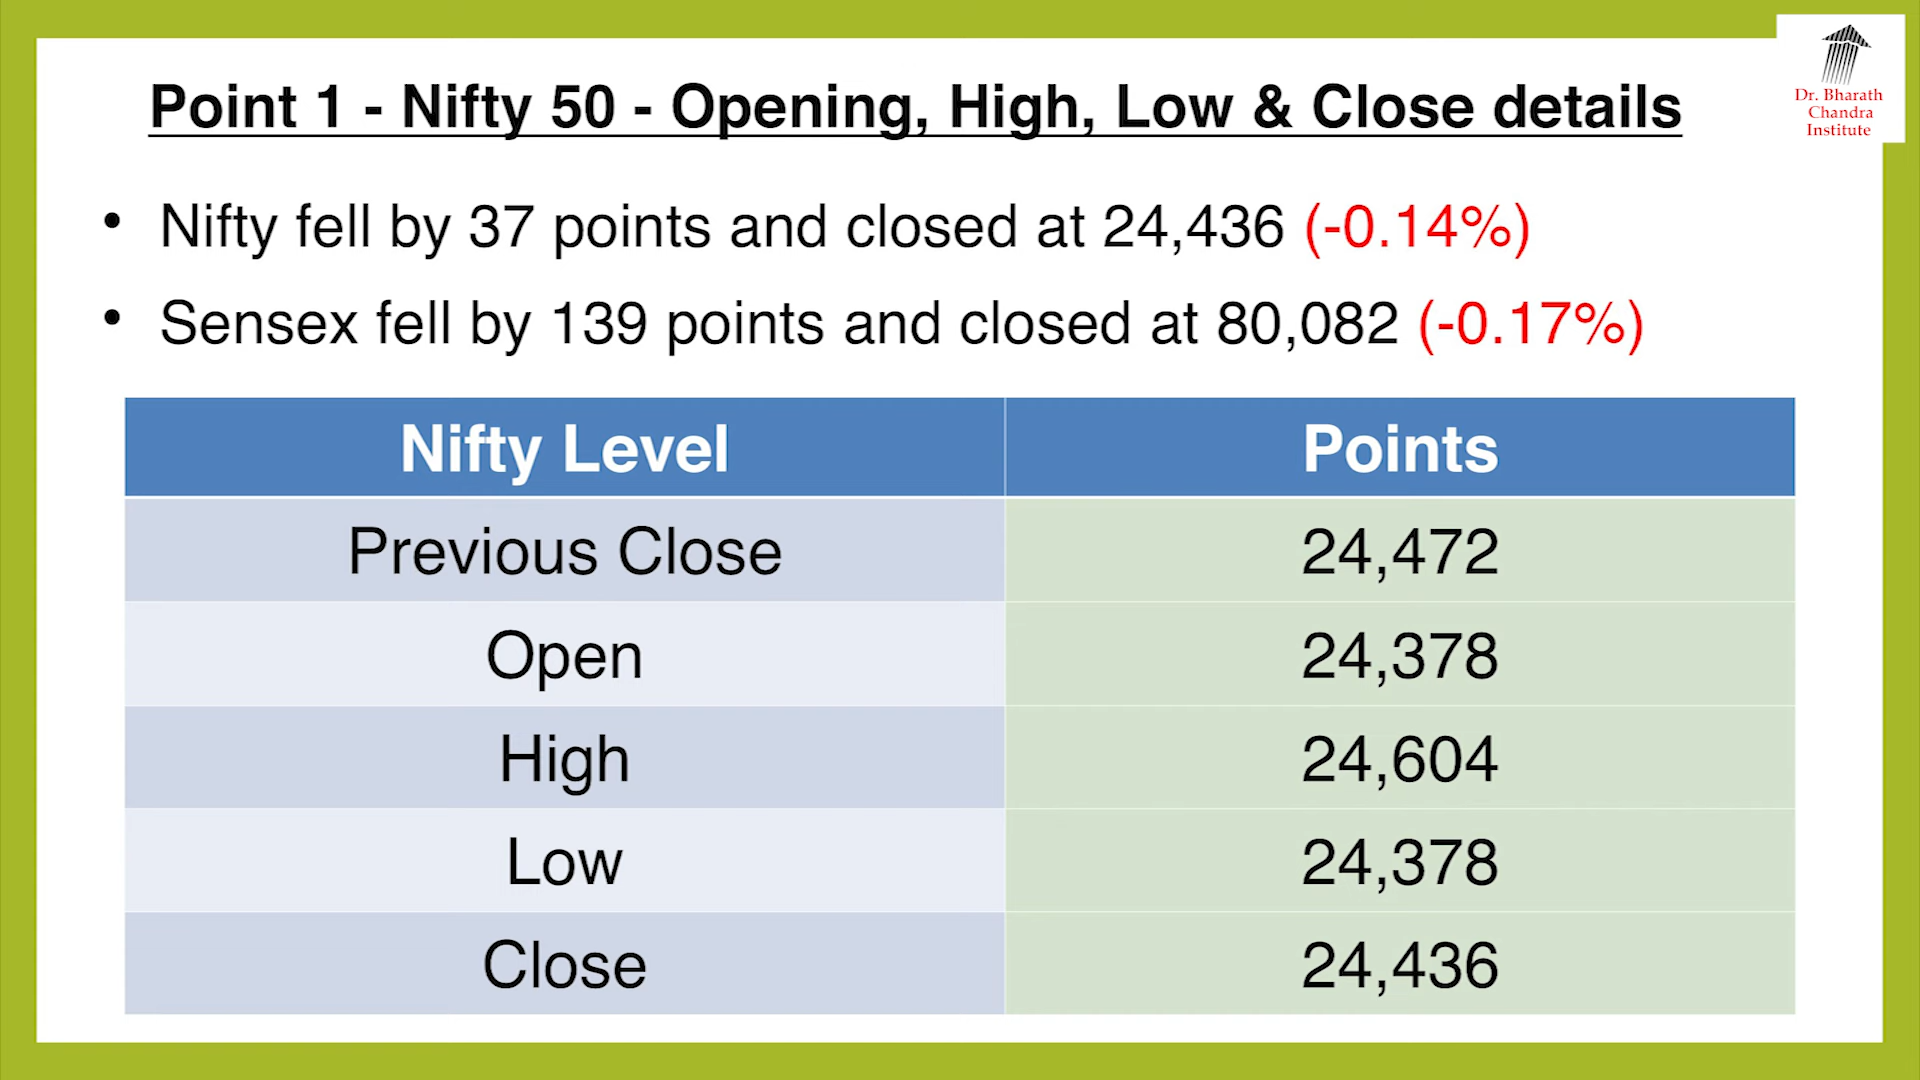 Dr. Bharath
Chandra
Institute
Point 1 - Nifty 50 - Opening, High, Low & Close details
• Nifty fell by 37 points and closed at 24,436 (-0.14%)
• Sensex fell by 139 points and closed at 80,082 (-0.17%)
Nifty Level Points
Previous Close 24,472
Open 24,378
High 24,604
Low 24,378
Close 24,436